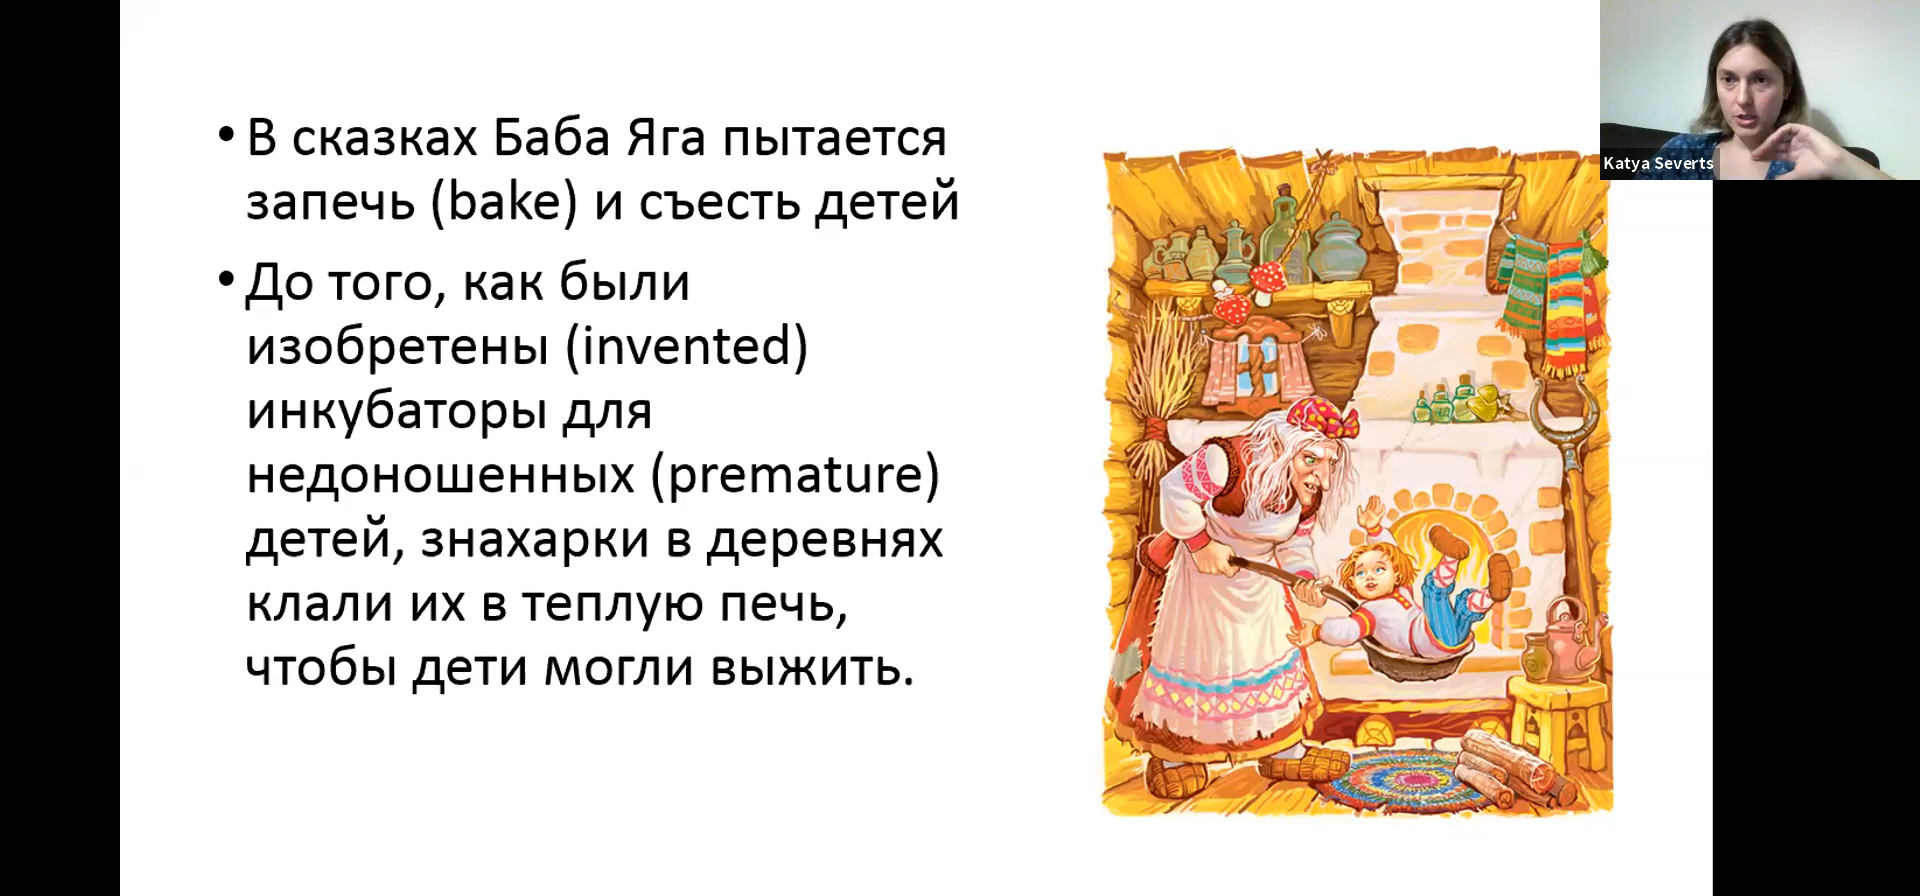 • В сказках Баба Яга пытается
запечь (bake) и съесть детей
• До того, как были
изобретены (invented)
инкубаторы для
недоношенных (premature)
детей, знахарки в деревнях
клали их в теплую печь,
чтобы дети могли выжить.
Katya Severts